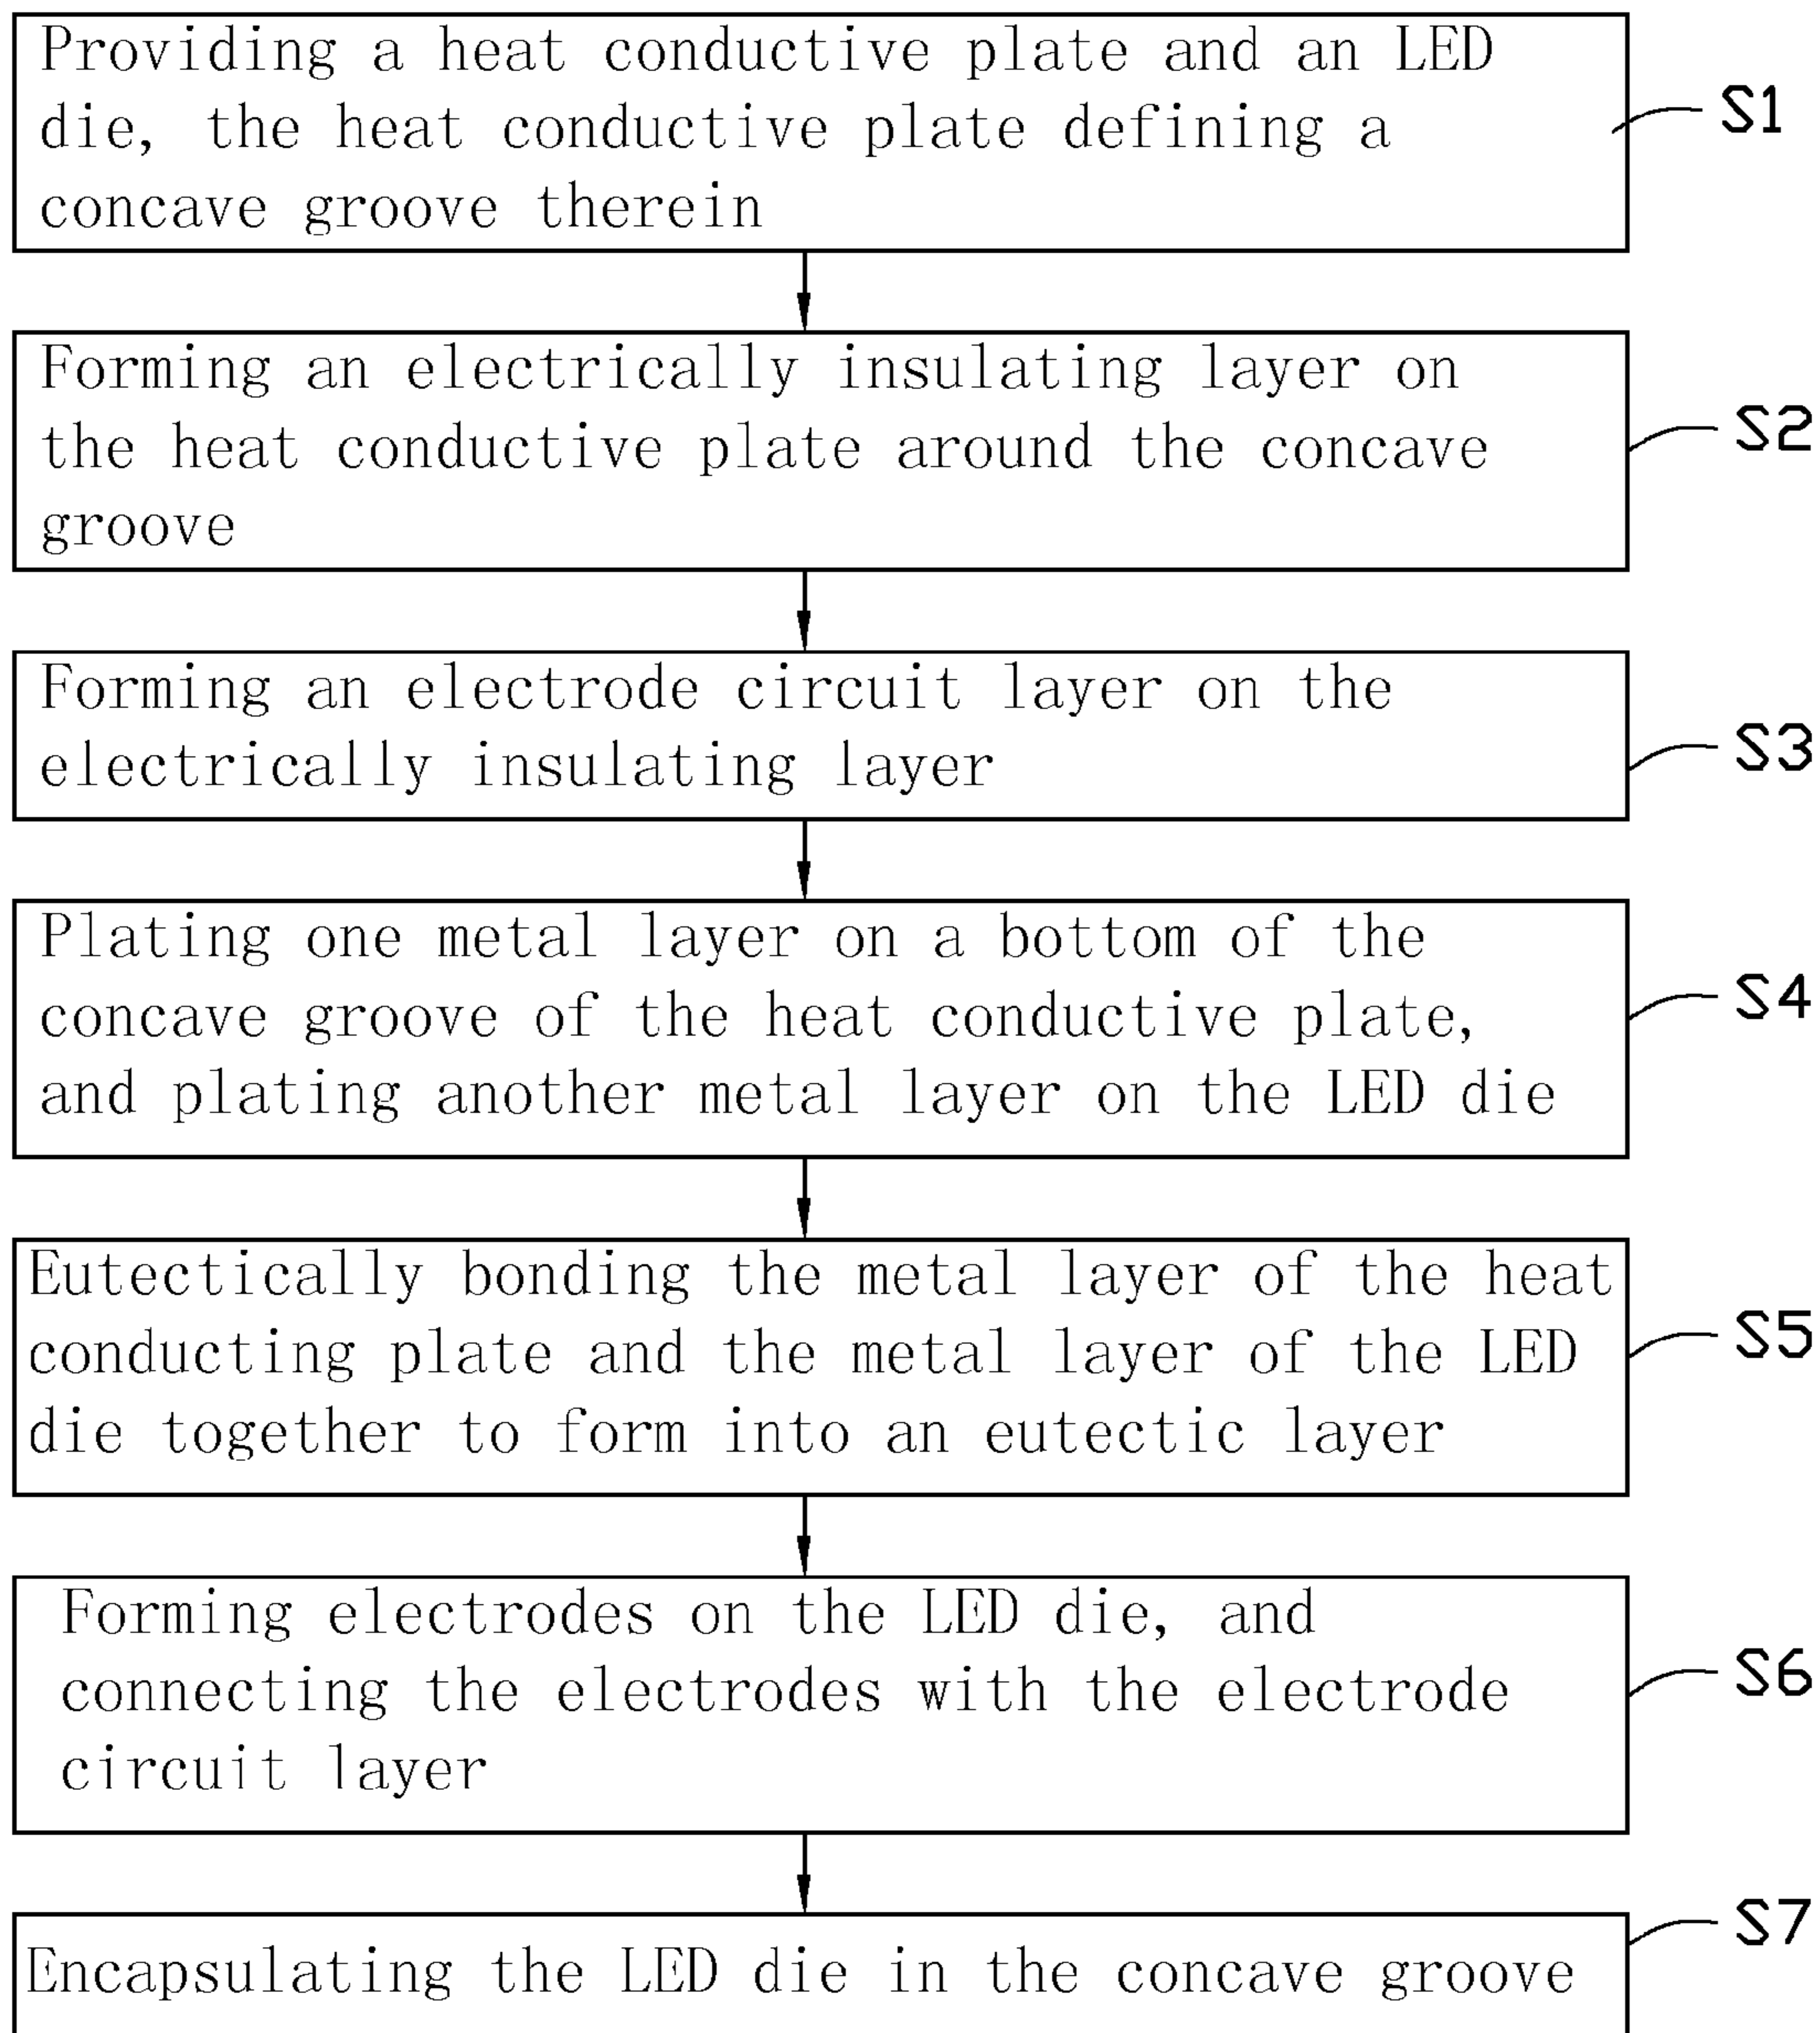 Providing a heat conductive plate and an LED
die, the heat conductive plate defining a
concave groove therein
S1
Forming an electrically insulating layer on
the heat conductive plate around the concave
groove
S2
Forming an electrode circuit layer on the
electrically insulating layer
S3
Plating one metal layer on a bottom of the
concave groove of the heat conductive plate,
and plating another metal layer on the LED die
S4
Eutectically bonding the metal layer of the heat
conducting plate and the metal layer of the LED
die together to form into an eutectic layer
S5
Forming electrodes on the LED die, and
connecting the electrodes with the electrode
circuit layer
S6
Encapsulating the LED die in the concave groove
S7